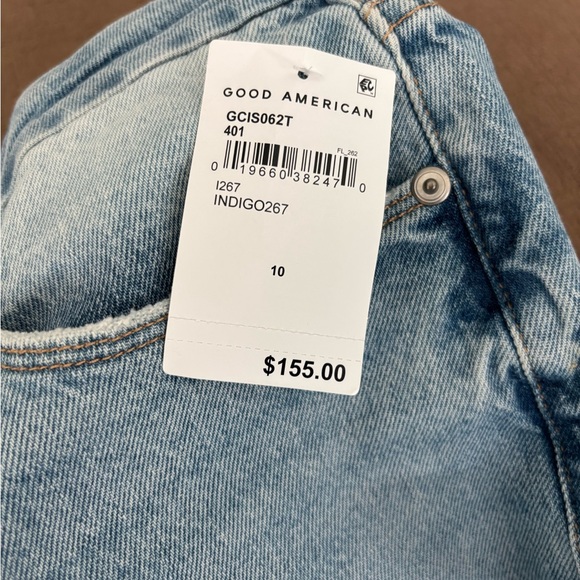 GOOD AMERICAN
GCIS062T
401
FL_262
0 19660 38247 0
I267
INDIGO267
10
$155.00